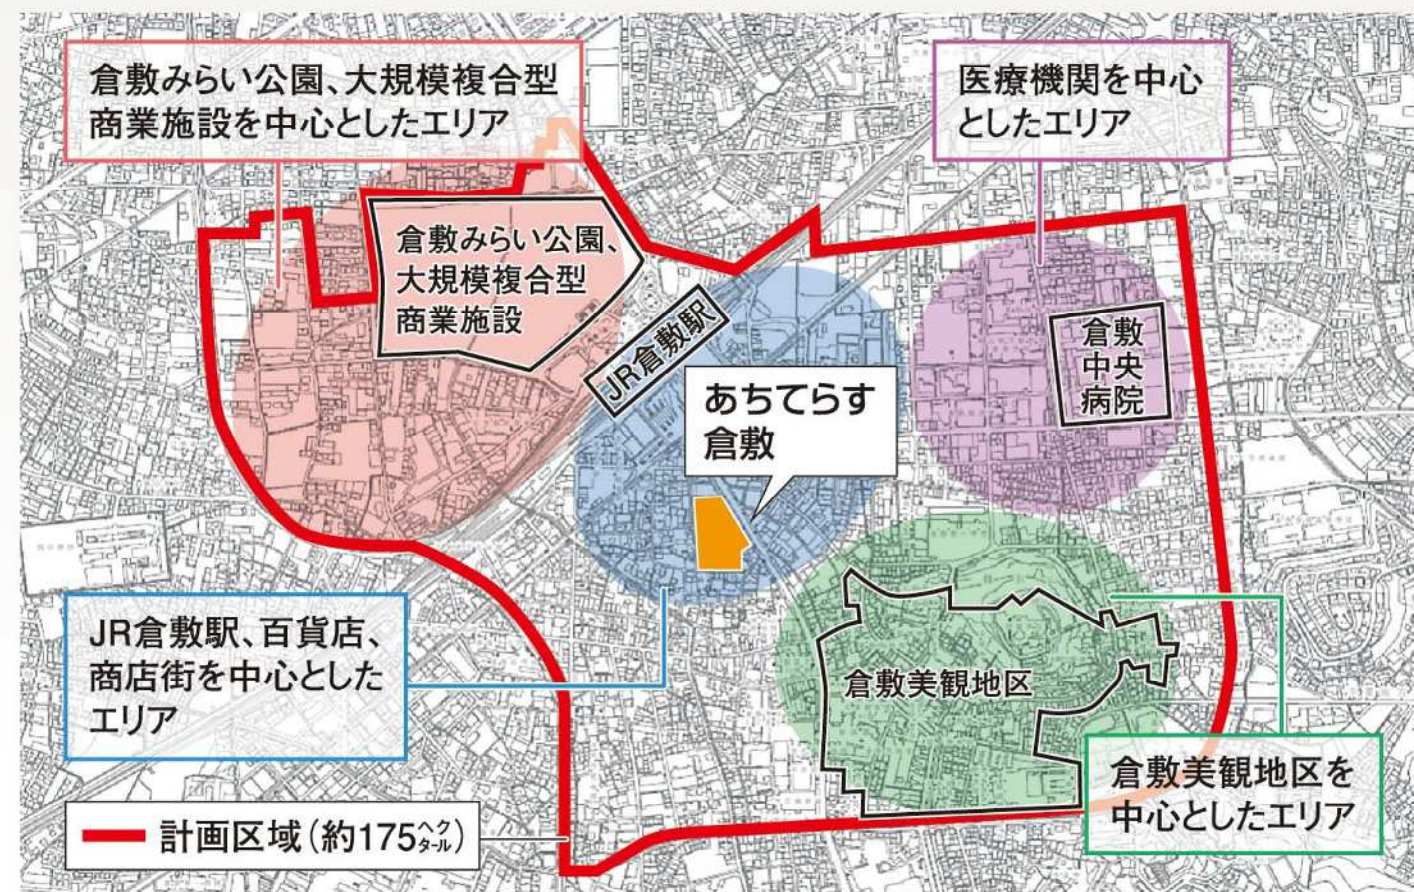 倉敷みらい公園、大規模複合型
商業施設を中心としたエリア
医療機関を中心
としたエリア
倉敷みらい公園、
大規模複合型
商業施設
JR倉敷駅
倉敷
中央
病院
あちてらす
倉敷
JR倉敷駅、百貨店、
商店街を中心とした
エリア
倉敷美観地区
倉敷美観地区を
中心としたエリア
計画区域（約175ヘクタール）